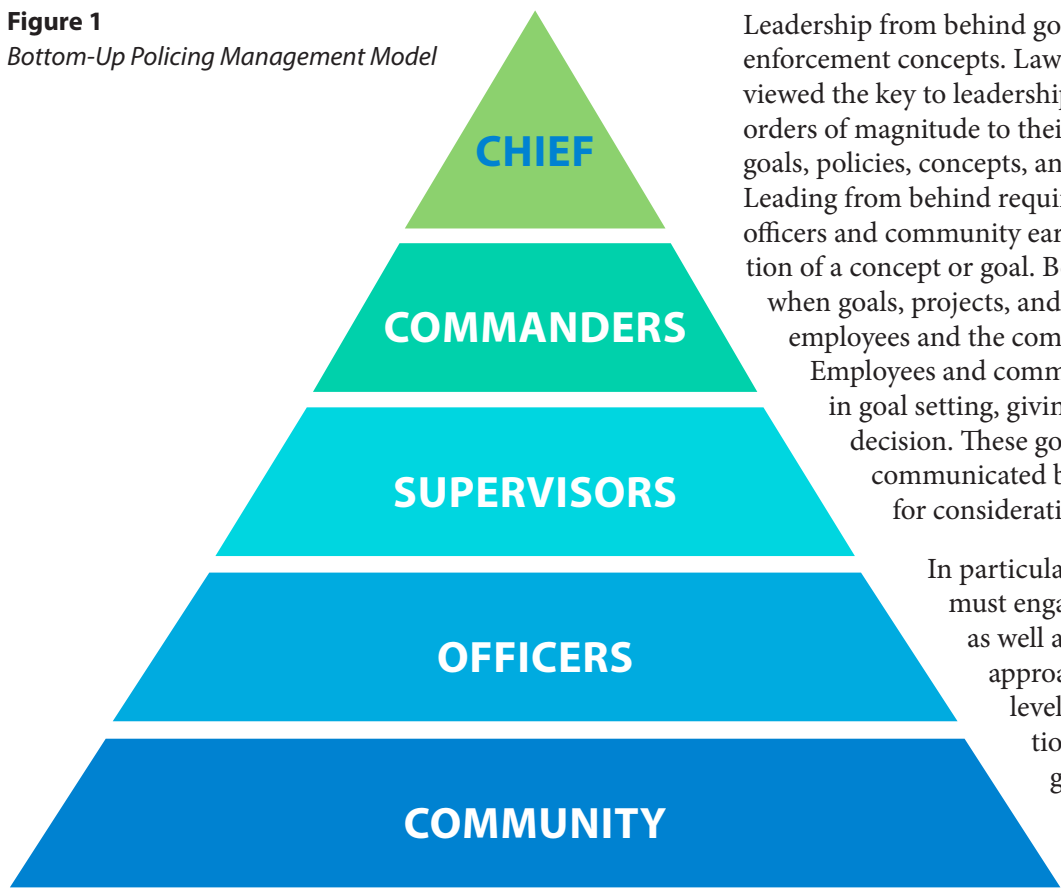 Figure 1
Bottom-Up Policing Management Model
CHIEF
COMMANDERS
SUPERVISORS
OFFICERS
COMMUNITY
Leadership from behind go
enforcement concepts. Law
viewed the key to leadership
orders of magnitude to thei
goals, policies, concepts, an
Leading from behind requi
officers and community ear
tion of a concept or goal. B
when goals, projects, and
employees and the com
Employees and comm
in goal setting, givin
decision. These go
communicated b
for considerati
In particula
must enga
as well a
approa
level
tio
g